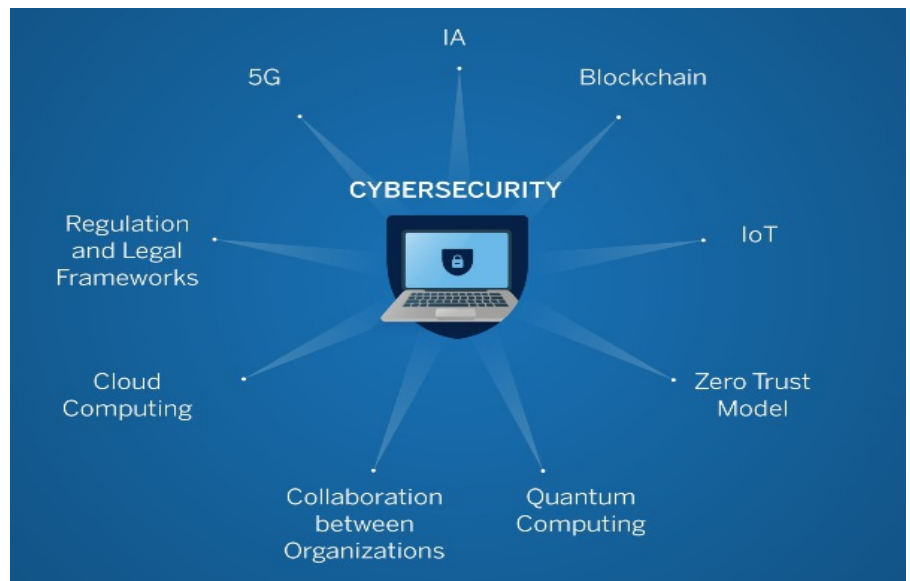 IA
5G
Blockchain
CYBERSECURITY
Regulation
and Legal
Frameworks
IoT
Cloud
Computing
Zero Trust
Model
Collaboration
between
Organizations
Quantum
Computing